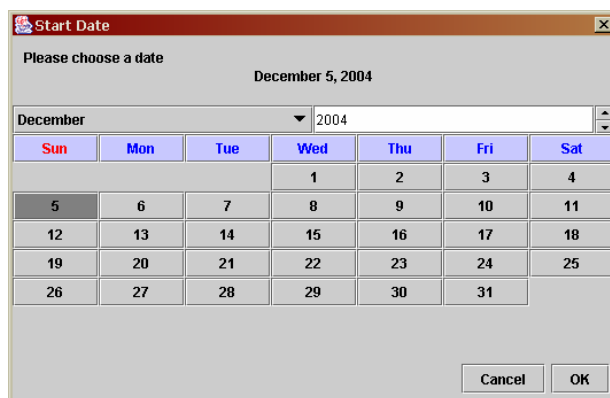 Start Date
Please choose a date
December 5, 2004
December 2004
Sun Mon Tue Wed Thu Fri Sat
1 2 3 4
5 6 7 8 9 10 11
12 13 14 15 16 17 18
19 20 21 22 23 24 25
26 27 28 29 30 31
Cancel OK